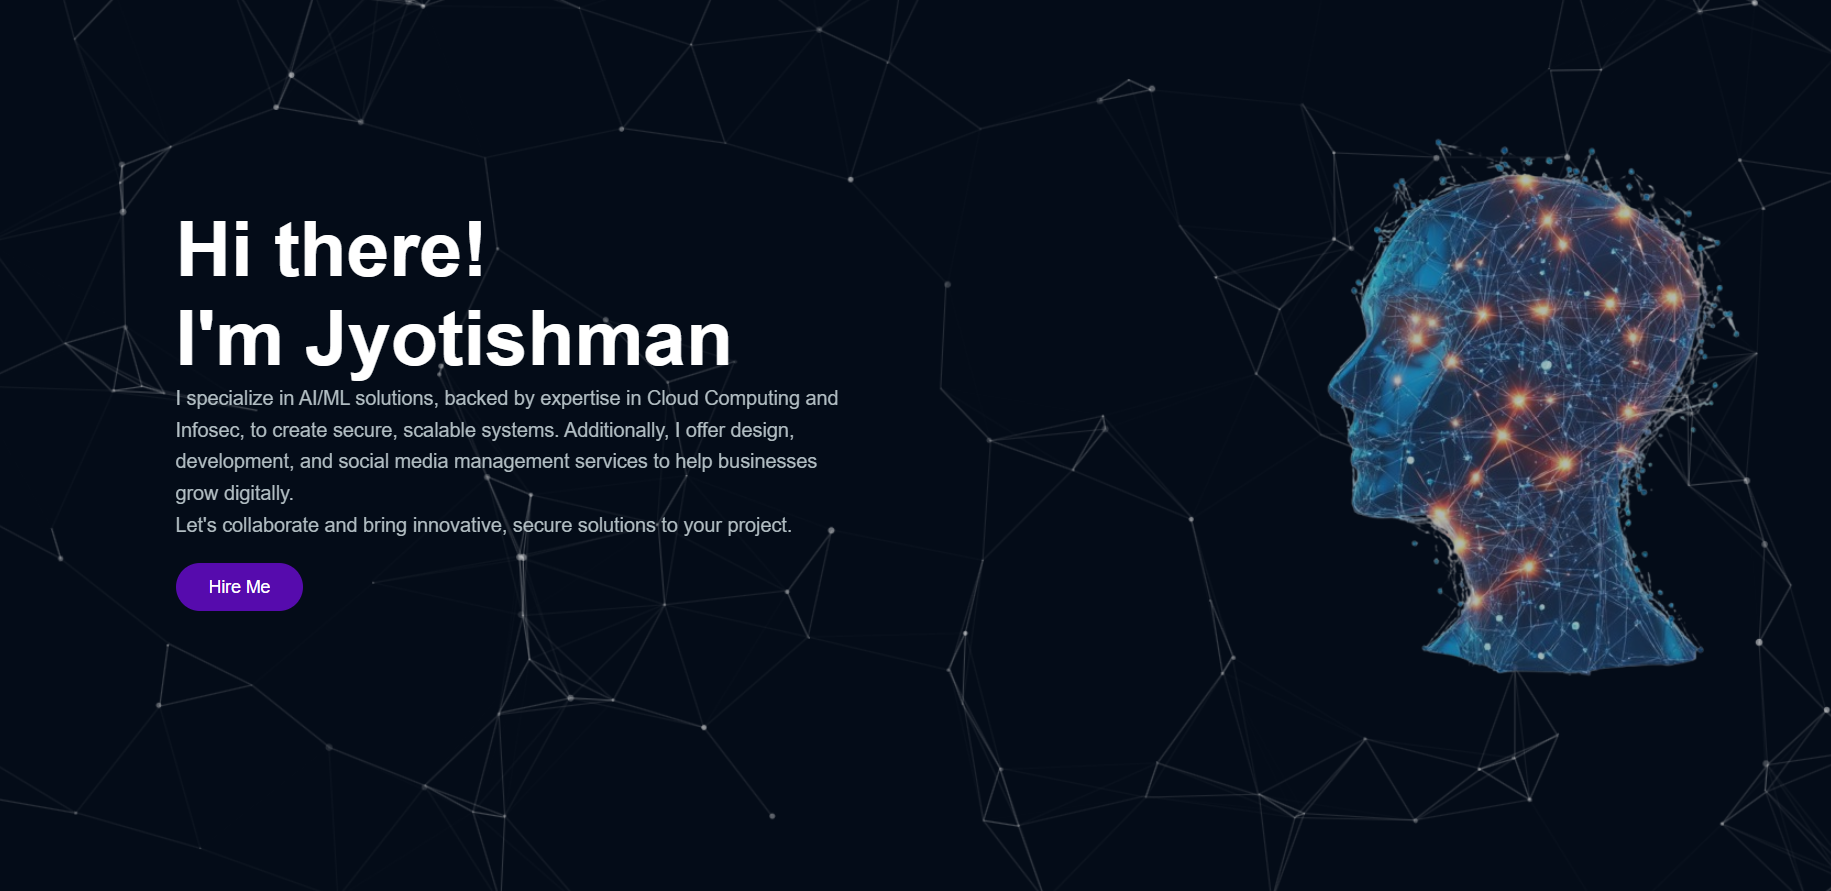 Hi there!
I'm Jyotishman
I specialize in AI/ML solutions, backed by expertise in Cloud Computing and
Infosec, to create secure, scalable systems. Additionally, I offer design,
development, and social media management services to help businesses
grow digitally.
Let's collaborate and bring innovative, secure solutions to your project.
Hire Me